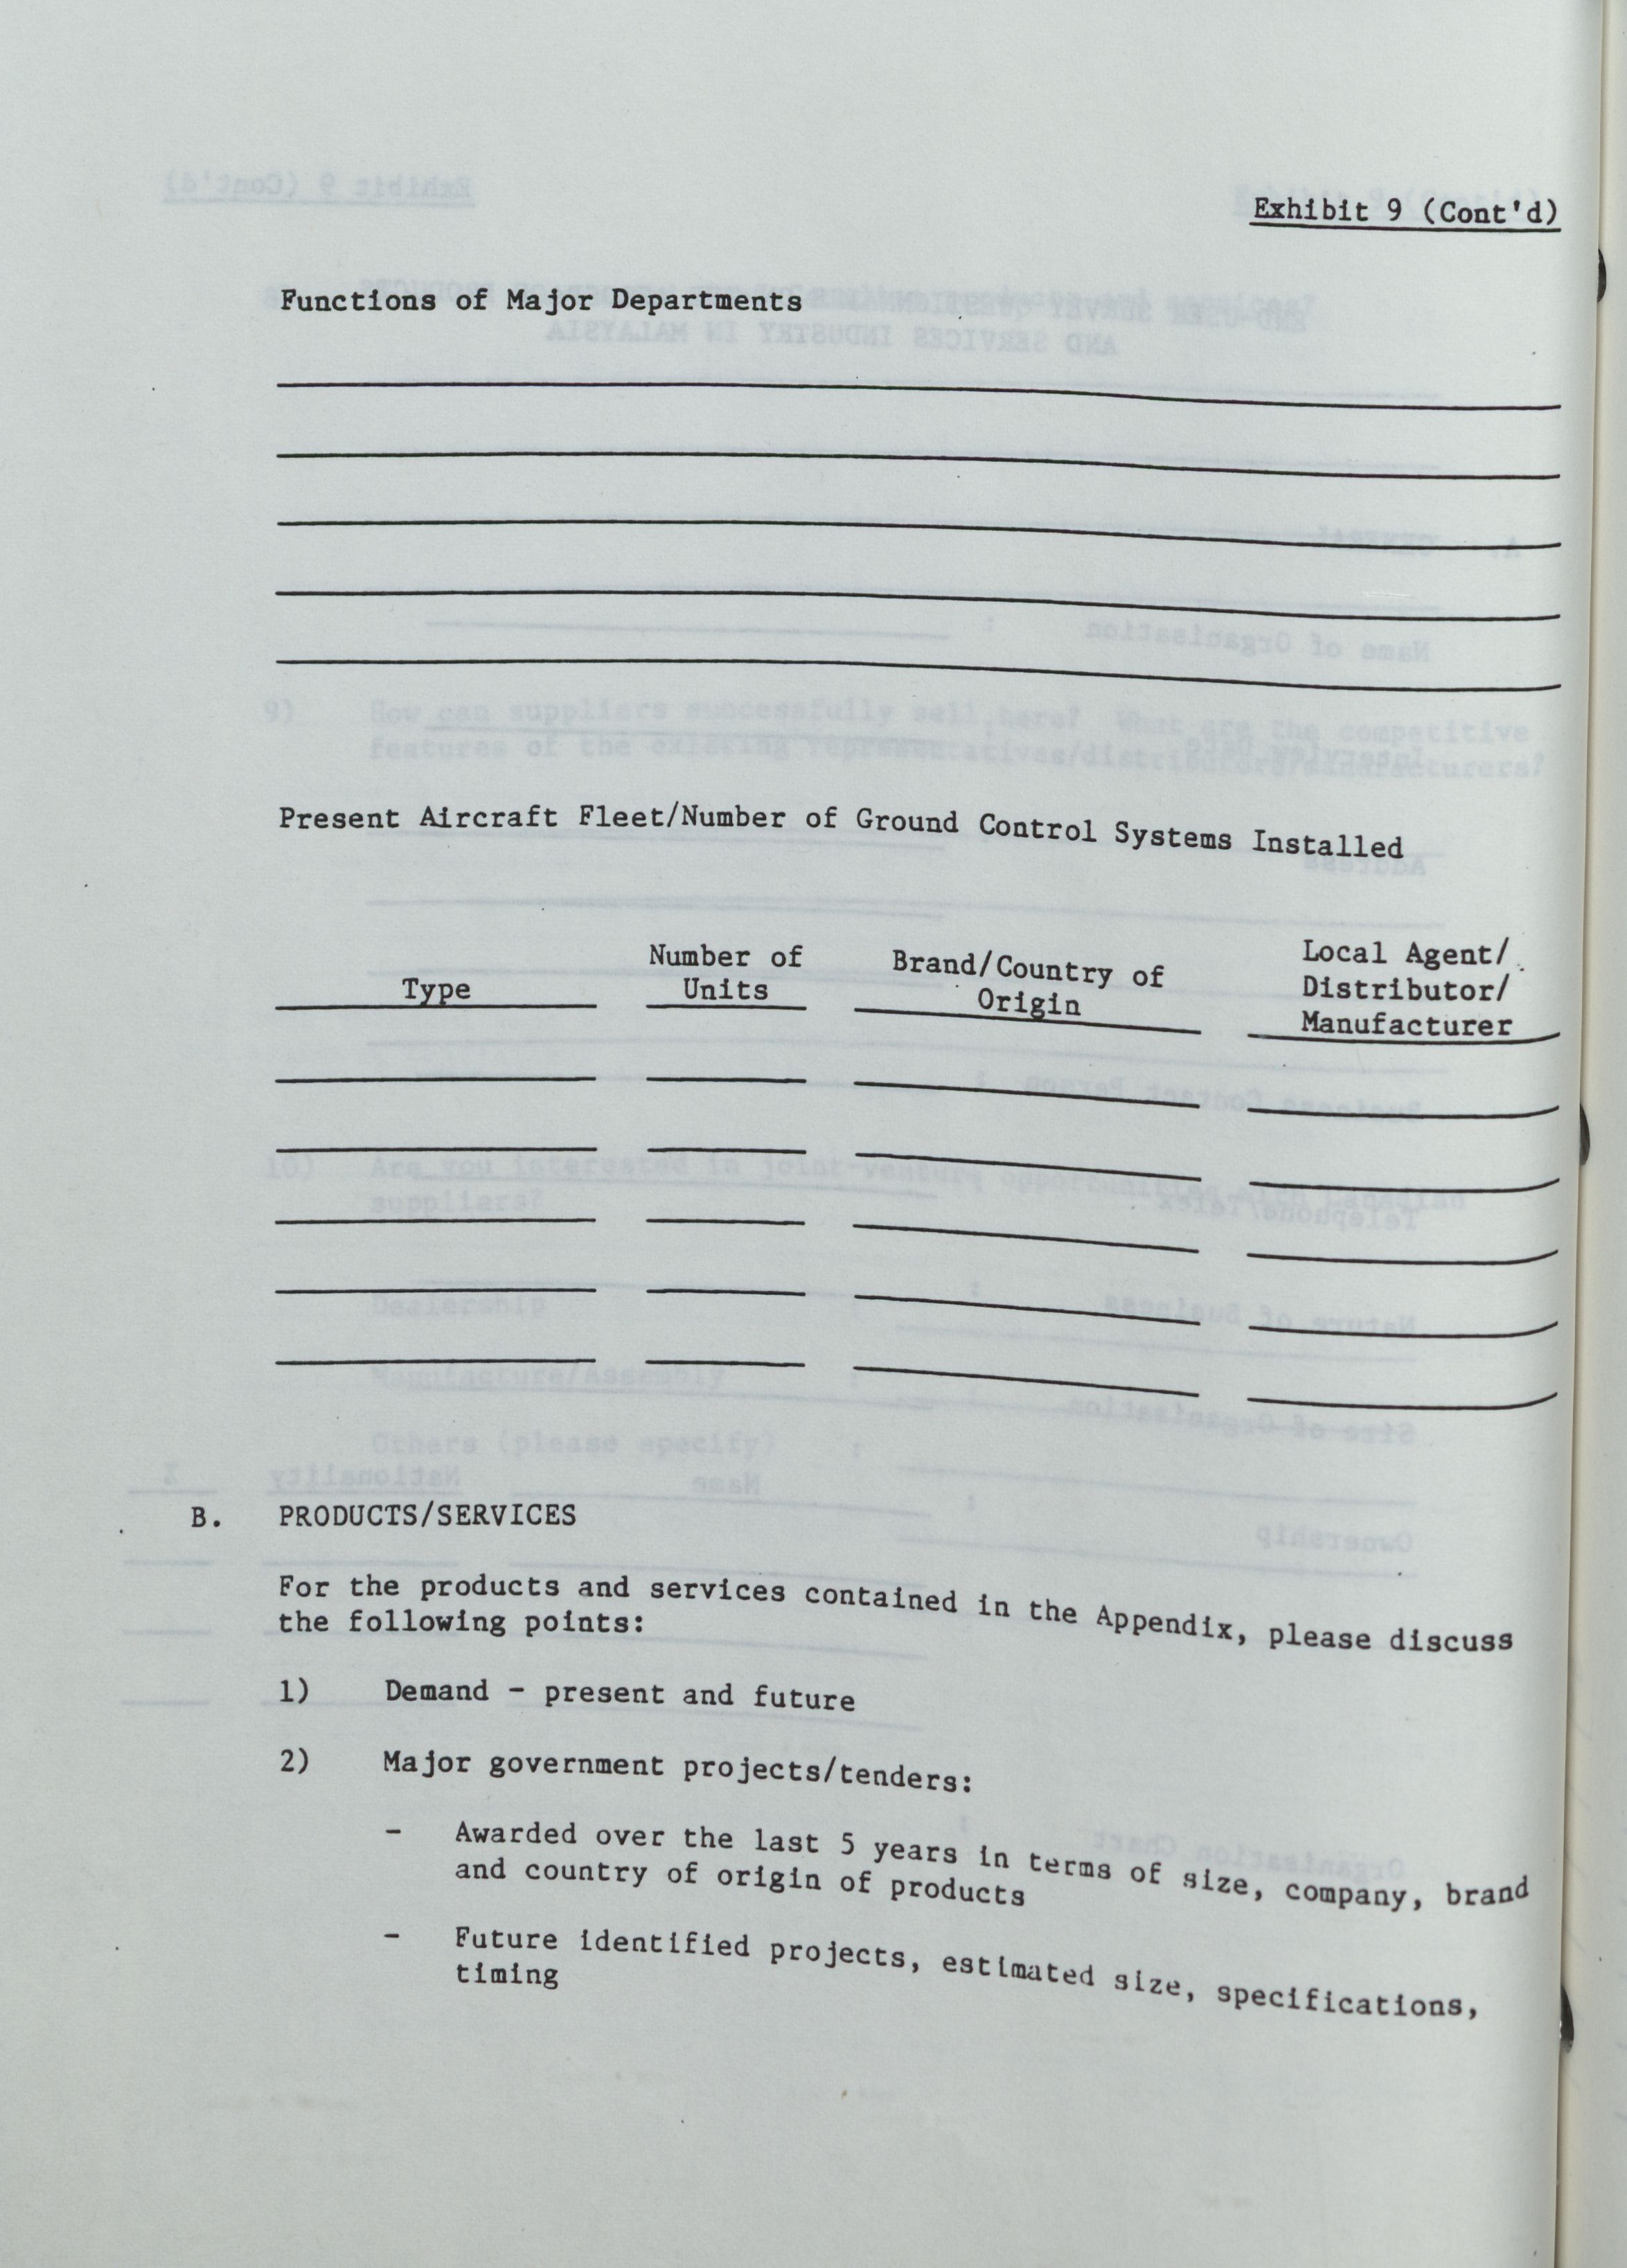 Exhibit 9 (Cont'd)
Functions of Major Departments
Present Aircraft Fleet/Number of Ground Control Systems Installed
Type
Number of
Units
Brand/Country of
Origin
Local Agent/
Distributor/
Manufacturer
B. PRODUCTS/SERVICES
For the products and services contained in the Appendix, please discuss
the following points:
1) Demand - present and future
2) Major government projects/tenders:
- Awarded over the last 5 years in terms of size, company, brand
and country of origin of products
- Future identified projects, estimated size, specifications,
timing